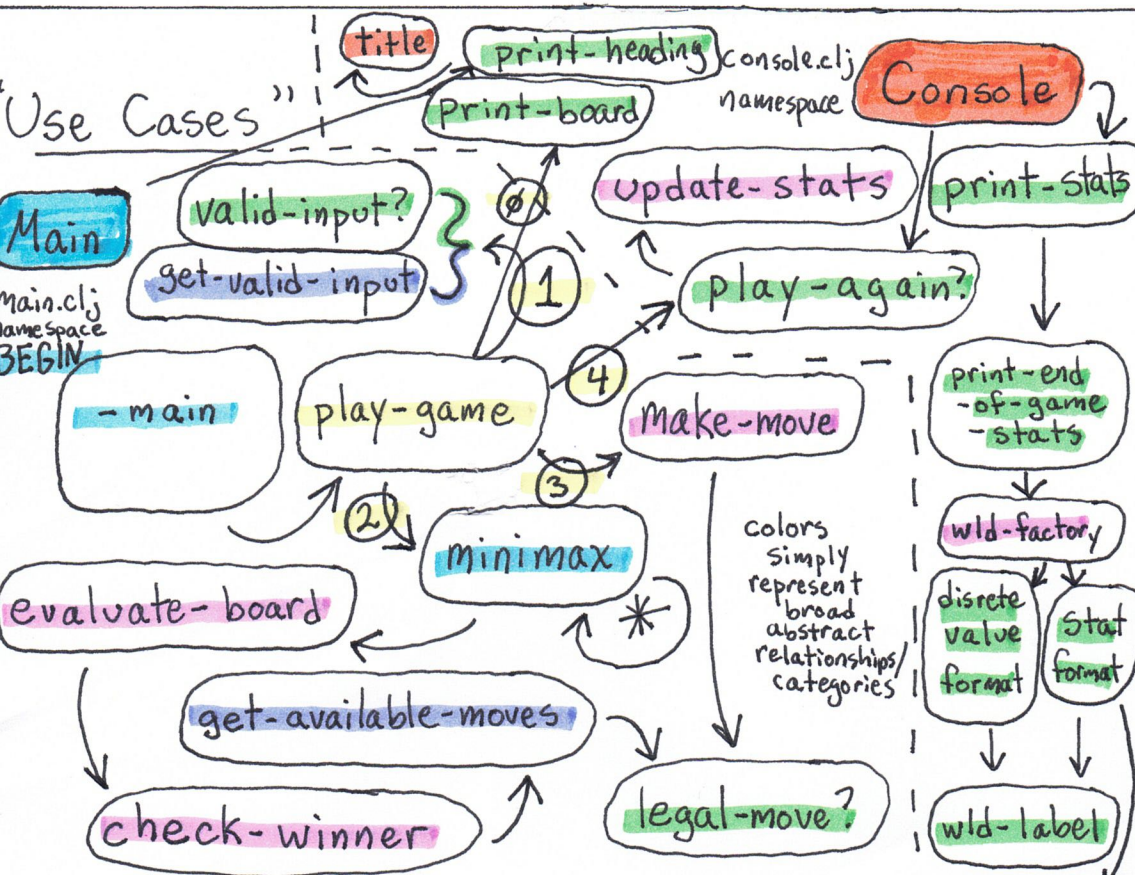 title
print-heading
console.clj
namespace
Console
"Use Cases"
print-board
Main
valid-input?
ø
update-stats
print-stats
get-valid-input
1
play-again?
main.clj
namespace
BEGIN
-main
play-game
4
make-move
print-end
-of-game
-stats
3
2
minimax
*
colors
simply
represent
broad
abstract
relationships/
categories
wld-factory
evaluate-board
discrete
value
format
stat
format
get-available-moves
check-winner
legal-move?
wld-label